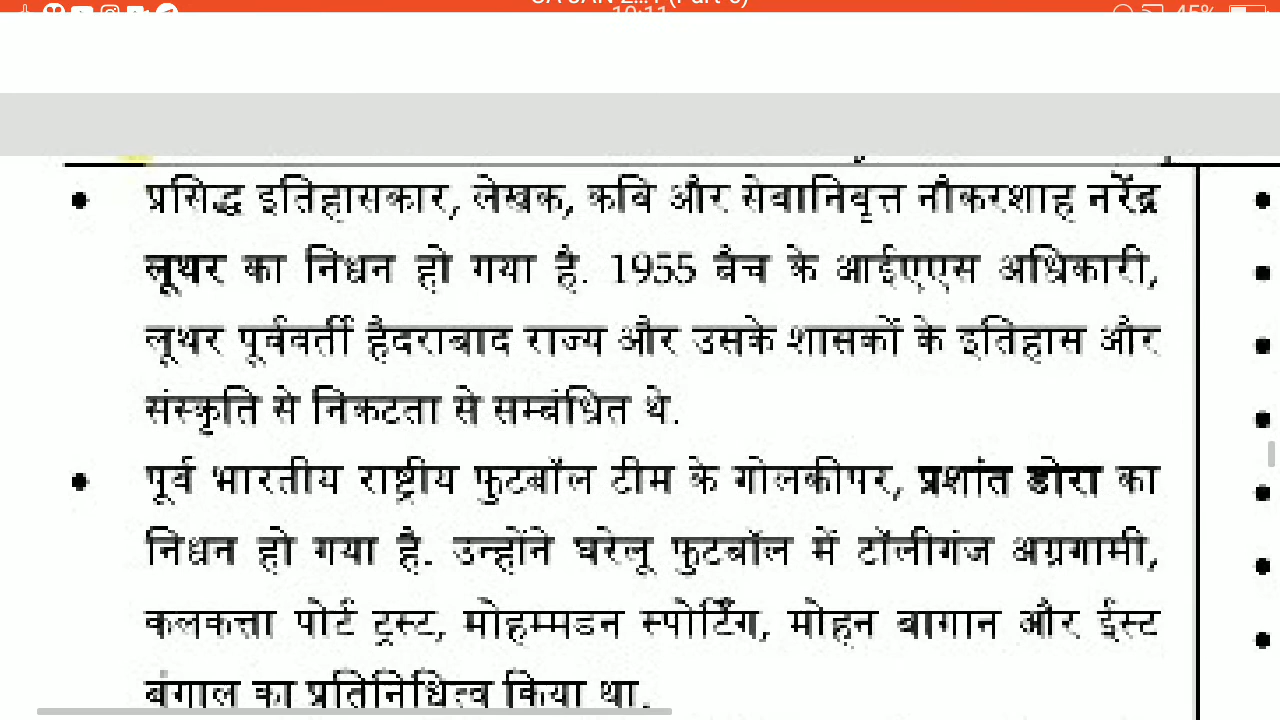 प्रसिद्ध इतिहासकार, लेखक, कवि और सेवानिवृत्त नौकरशाह नरेंद्र
लूथर का निधन हो गया है. 1955 बैच के आईएएस अधिकारी,
लूथर पूर्ववर्ती हैदराबाद राज्य और उसके शासकों के इतिहास और
संस्कृति से निकटता से सम्बंधित थे.
पूर्व भारतीय राष्ट्रीय फुटबॉल टीम के गोलकीपर, प्रशांत डोरा का
निधन हो गया है. उन्होंने घरेलू फुटबॉल में टॉलीगंज अग्रगामी,
कलकत्ता पोर्ट ट्रस्ट, मोहम्मडन स्पोर्टिंग, मोहन बागान और ईस्ट
बंगाल का प्रतिनिधित्व किया था.